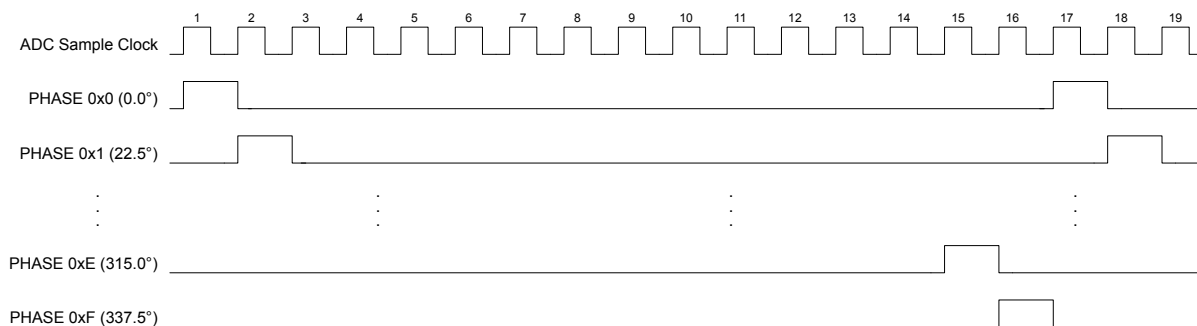 1 2 3 4 5 6 7 8 9 10 11 12 13 14 15 16 17 18 19
ADC Sample Clock
PHASE 0x0 (0.0°)
PHASE 0x1 (22.5°)
PHASE 0xE (315.0°)
PHASE 0xF (337.5°)